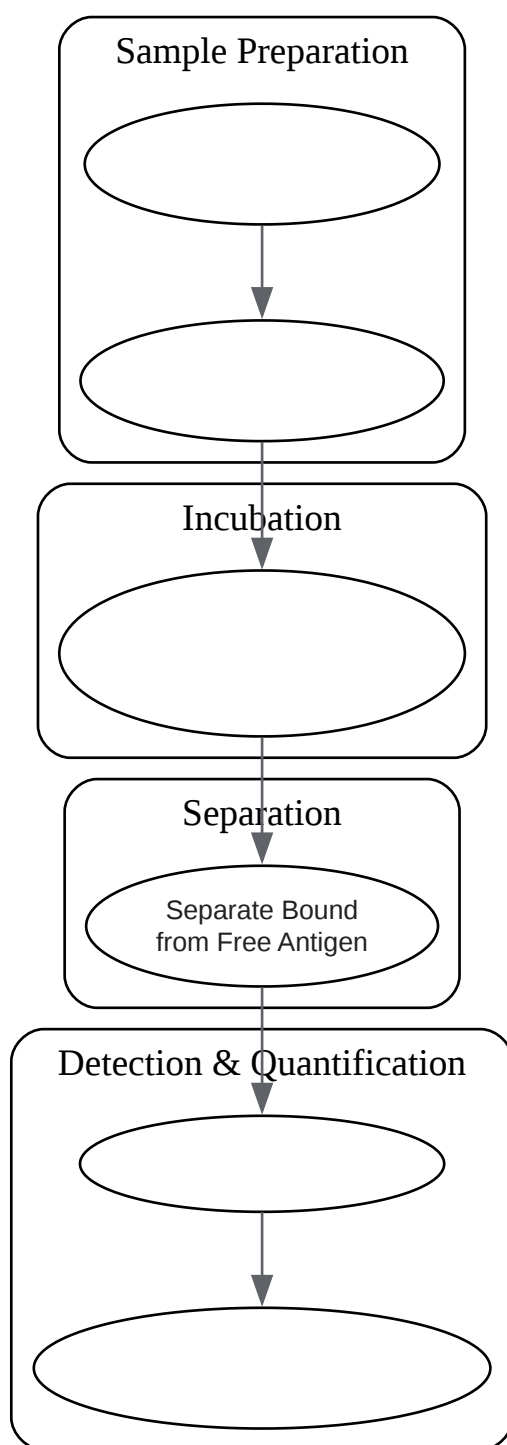 Sample Preparation
Incubation
Separation
Separate Bound
from Free Antigen
Detection & Quantification